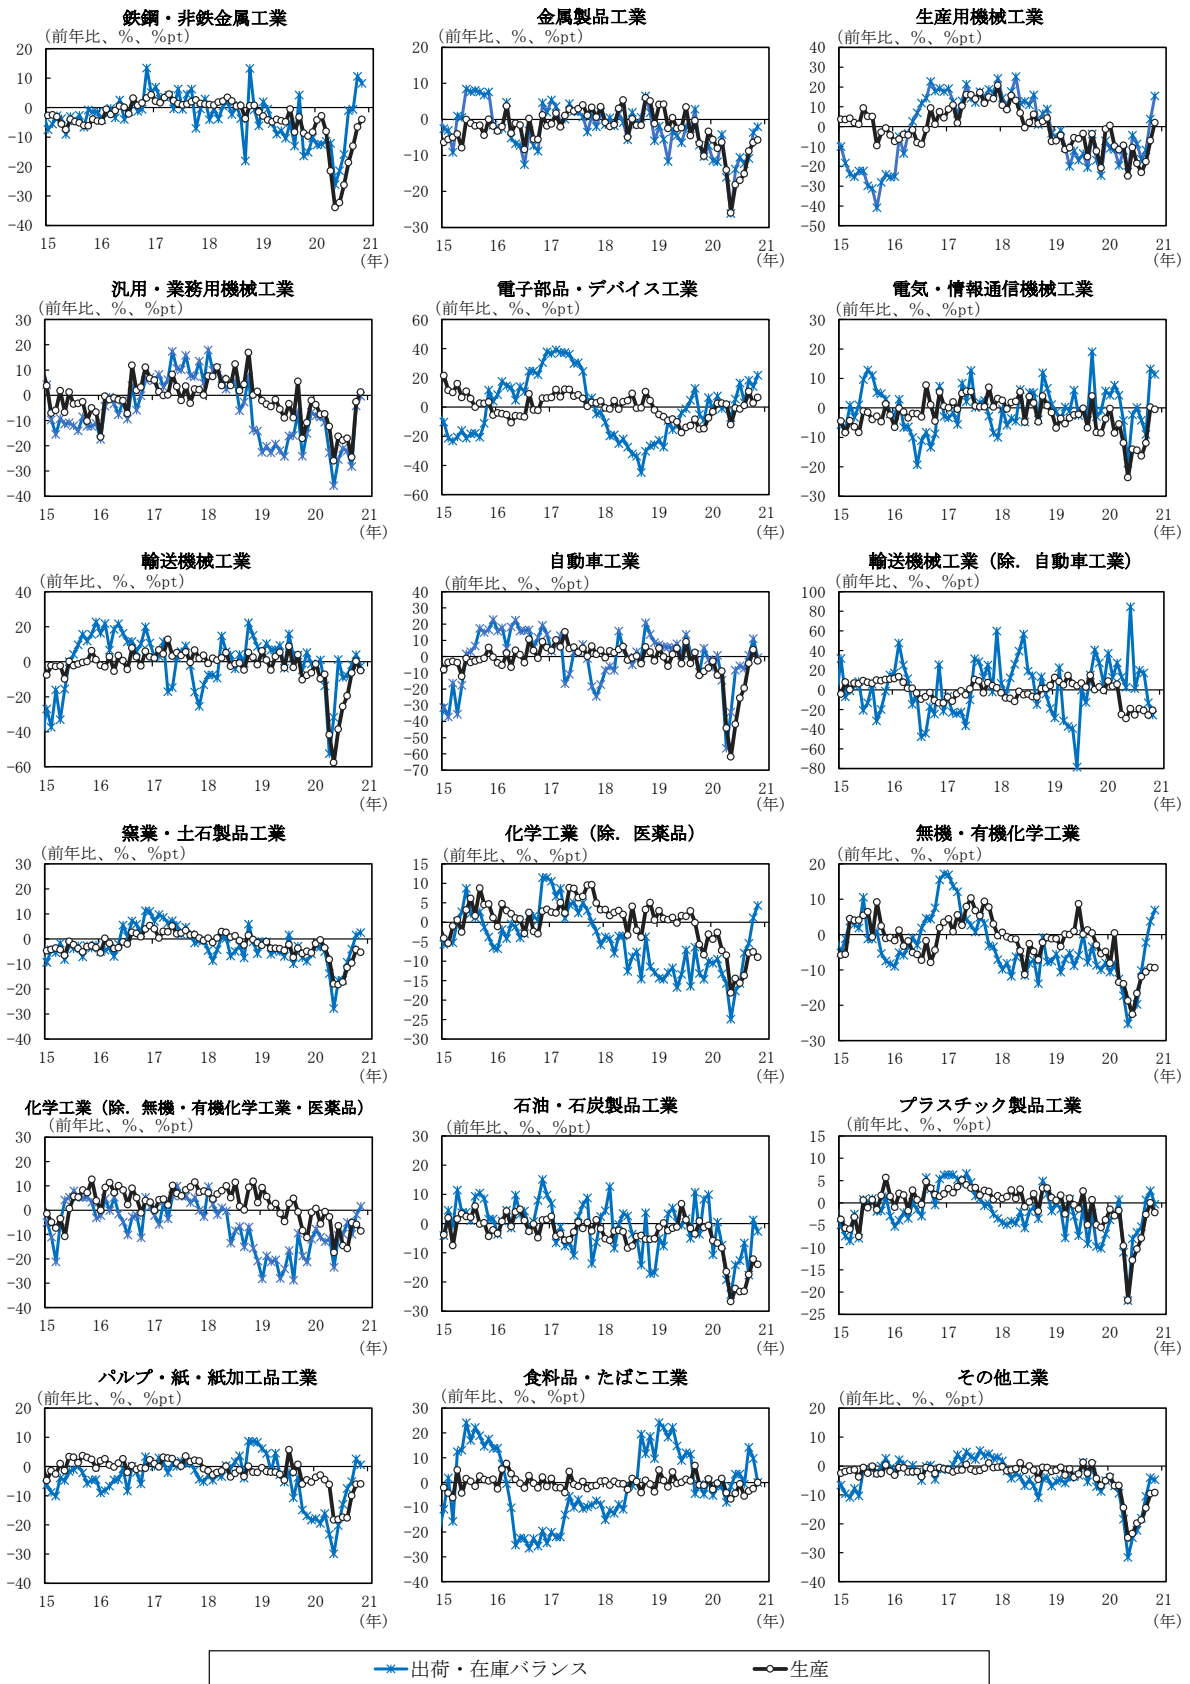 鉄鋼・非鉄金属工業
(前年比、%、%pt)
20
10
0
-10
-20
-30
-40
15 16 17 18 19 20 21
(年)
金属製品工業
(前年比、%、%pt)
20
10
0
-10
-20
-30
15 16 17 18 19 20 21
(年)
生産用機械工業
(前年比、%、%pt)
40
30
20
10
0
-10
-20
-30
-40
-50
15 16 17 18 19 20 21
(年)
汎用・業務用機械工業
(前年比、%、%pt)
30
20
10
0
-10
-20
-30
-40
15 16 17 18 19 20 21
(年)
電子部品・デバイス工業
(前年比、%、%pt)
60
40
20
0
-20
-40
-60
15 16 17 18 19 20 21
(年)
電気・情報通信機械工業
(前年比、%、%pt)
30
20
10
0
-10
-20
-30
15 16 17 18 19 20 21
(年)
輸送機械工業
(前年比、%、%pt)
40
20
0
-20
-40
-60
15 16 17 18 19 20 21
(年)
自動車工業
(前年比、%、%pt)
40
30
20
10
0
-10
-20
-30
-40
-50
-60
-70
15 16 17 18 19 20 21
(年)
輸送機械工業（除．自動車工業）
(前年比、%、%pt)
100
80
60
40
20
0
-20
-40
-60
-80
15 16 17 18 19 20 21
(年)
窯業・土石製品工業
(前年比、%、%pt)
30
20
10
0
-10
-20
-30
-40
15 16 17 18 19 20 21
(年)
化学工業（除．医薬品）
(前年比、%、%pt)
15
10
5
0
-5
-10
-15
-20
-25
-30
15 16 17 18 19 20 21
(年)
無機・有機化学工業
(前年比、%、%pt)
20
10
0
-10
-20
-30
15 16 17 18 19 20 21
(年)
化学工業（除．無機・有機化学工業・医薬品）
(前年比、%、%pt)
30
20
10
0
-10
-20
-30
-40
15 16 17 18 19 20 21
(年)
石油・石炭製品工業
(前年比、%、%pt)
30
20
10
0
-10
-20
-30
15 16 17 18 19 20 21
(年)
プラスチック製品工業
(前年比、%、%pt)
15
10
5
0
-5
-10
-15
-20
-25
15 16 17 18 19 20 21
(年)
パルプ・紙・紙加工品工業
(前年比、%、%pt)
20
10
0
-10
-20
-30
-40
15 16 17 18 19 20 21
(年)
食料品・たばこ工業
(前年比、%、%pt)
30
20
10
0
-10
-20
-30
-40
15 16 17 18 19 20 21
(年)
その他工業
(前年比、%、%pt)
20
10
0
-10
-20
-30
-40
15 16 17 18 19 20 21
(年)
出荷・在庫バランス 生産